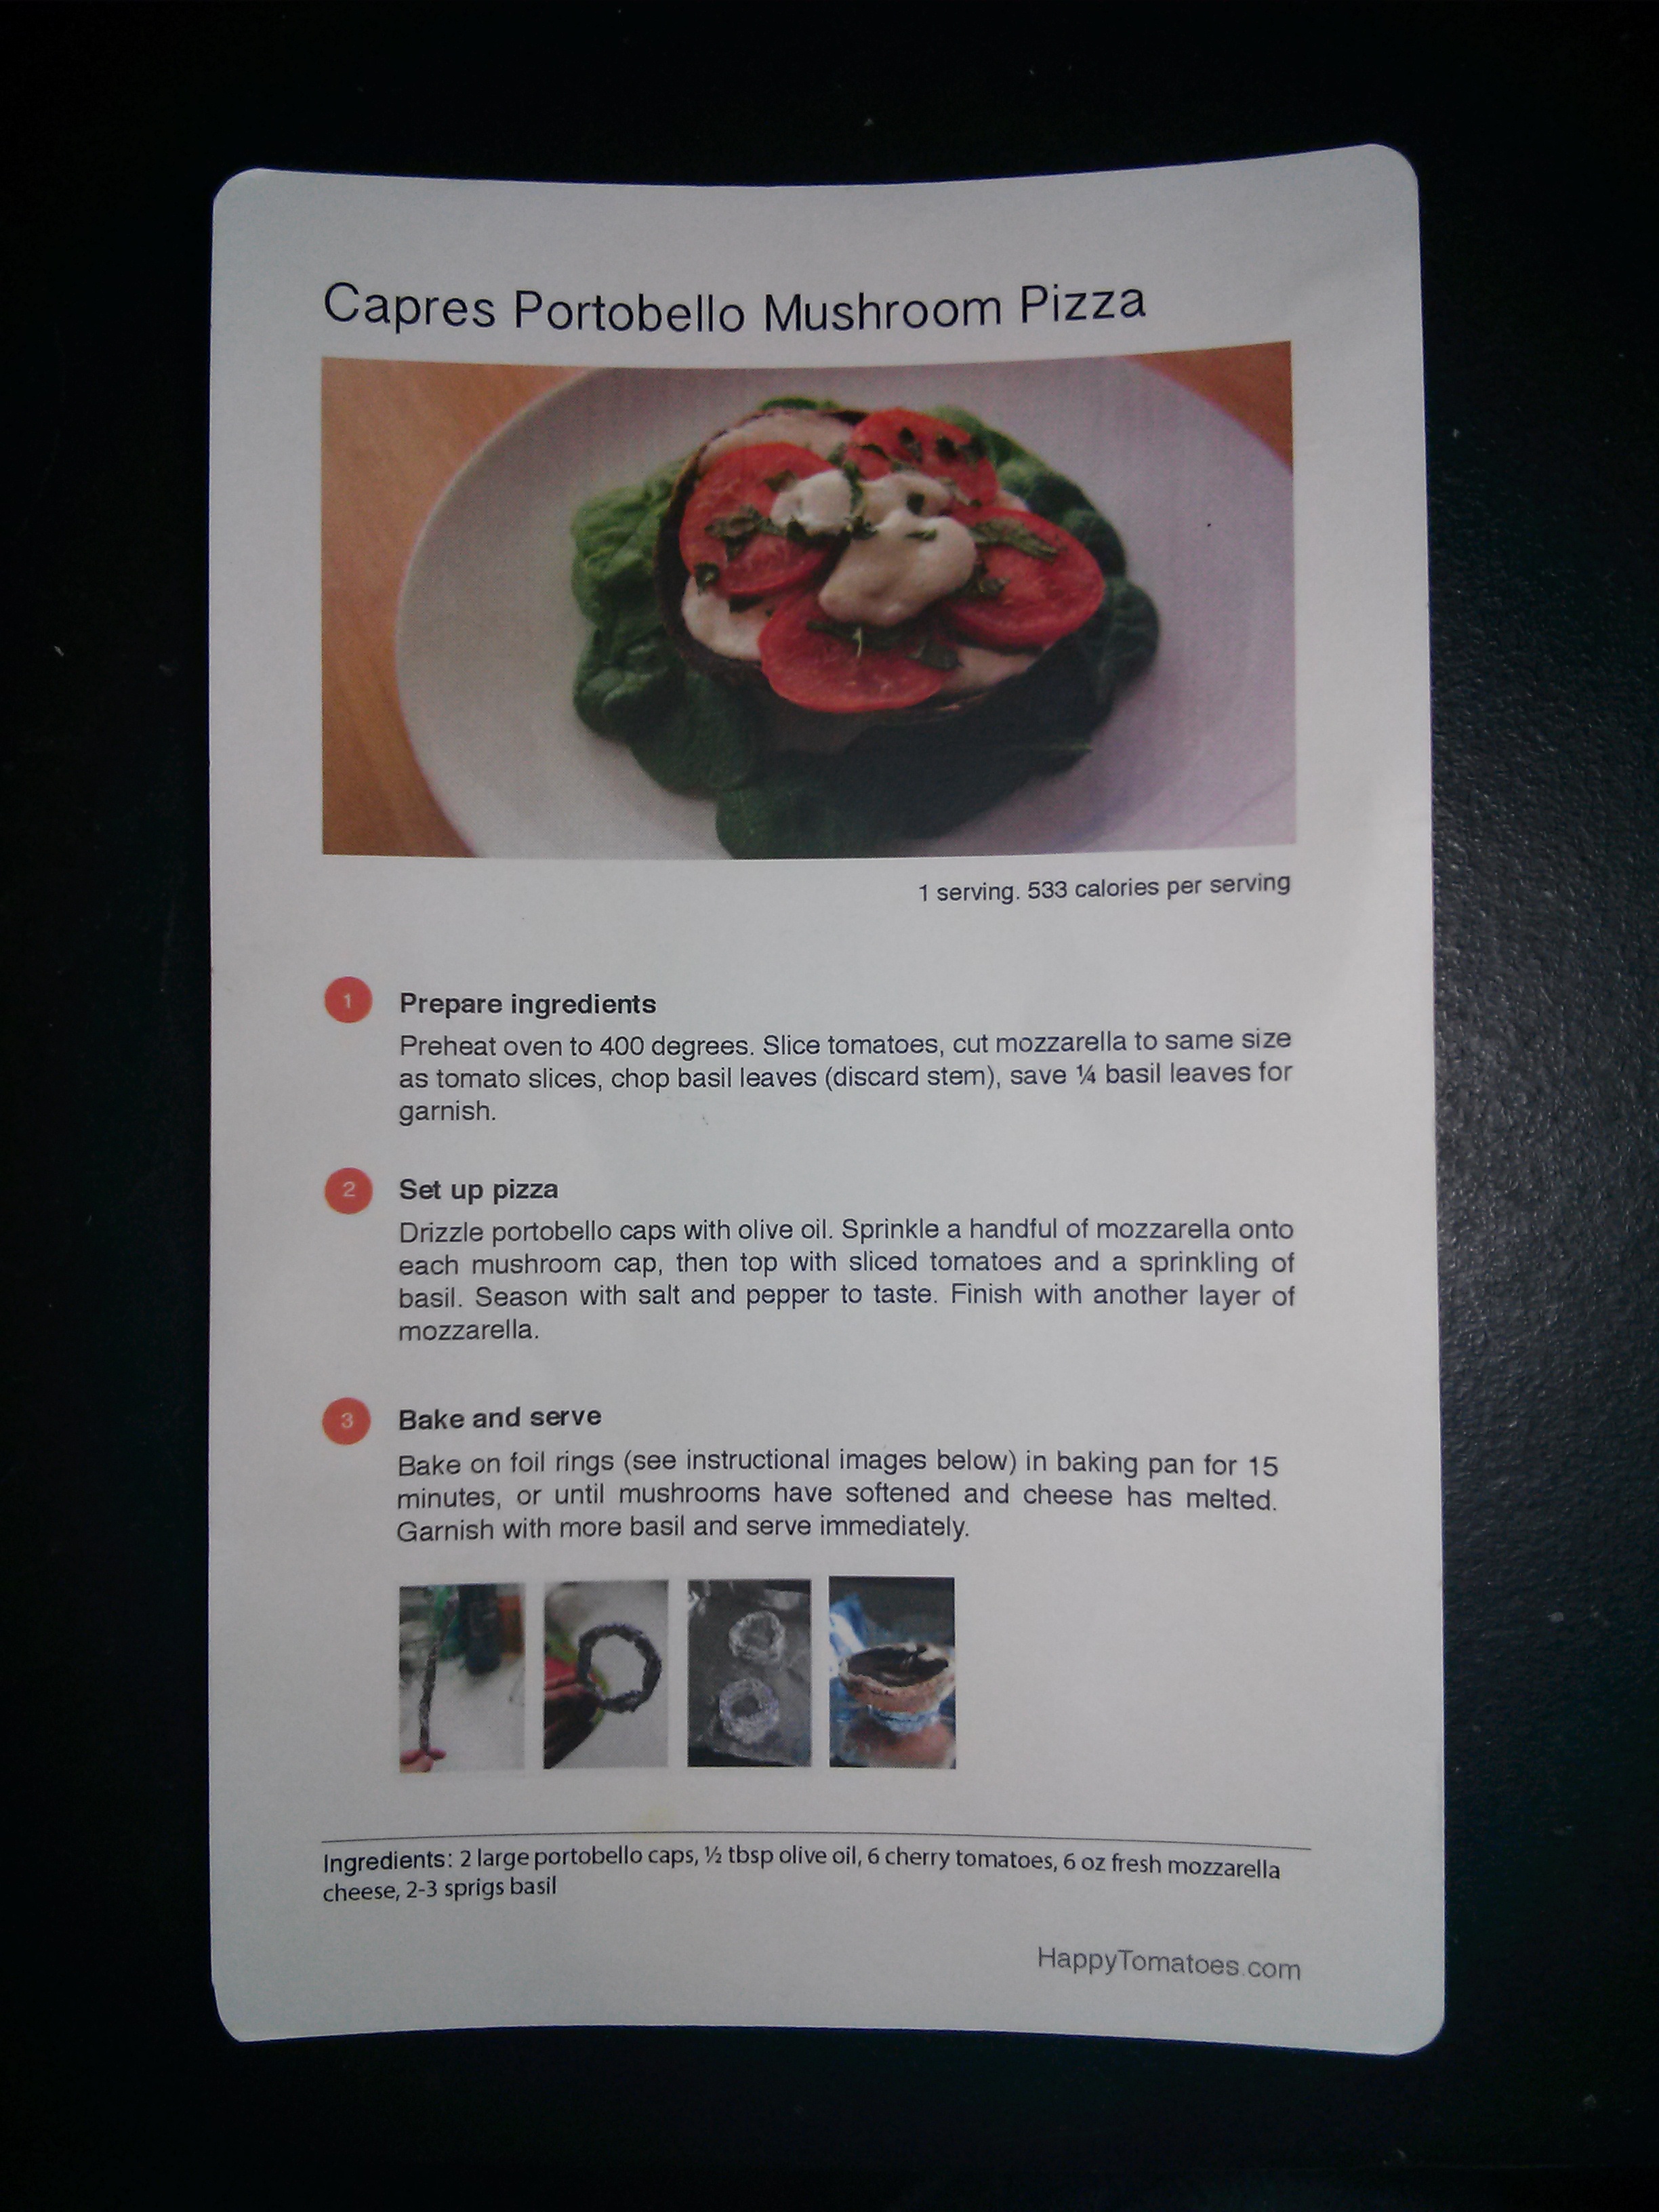 Capres Portobello Mushroom Pizza
1 serving. 533 calories per serving
1
Prepare ingredients
Preheat oven to 400 degrees. Slice tomatoes, cut mozzarella to same size
as tomato slices, chop basil leaves (discard stem), save ¼ basil leaves for
garnish.
2
Set up pizza
Drizzle portobello caps with olive oil. Sprinkle a handful of mozzarella onto
each mushroom cap, then top with sliced tomatoes and a sprinkling of
basil. Season with salt and pepper to taste. Finish with another layer of
mozzarella.
3
Bake and serve
Bake on foil rings (see instructional images below) in baking pan for 15
minutes, or until mushrooms have softened and cheese has melted.
Garnish with more basil and serve immediately.
Ingredients: 2 large portobello caps, ½ tbsp olive oil, 6 cherry tomatoes, 6 oz fresh mozzarella
cheese, 2-3 sprigs basil
HappyTomatoes.com